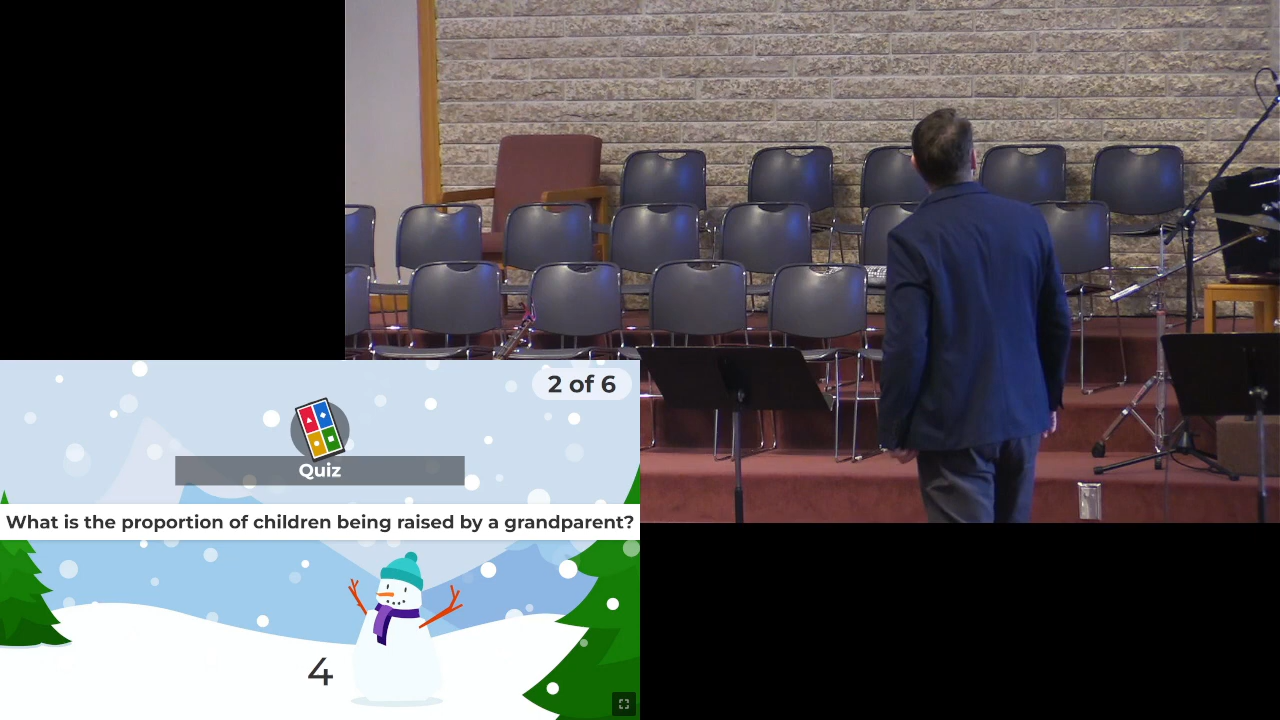 2 of 6
Quiz
What is the proportion of children being raised by a grandparent?
4